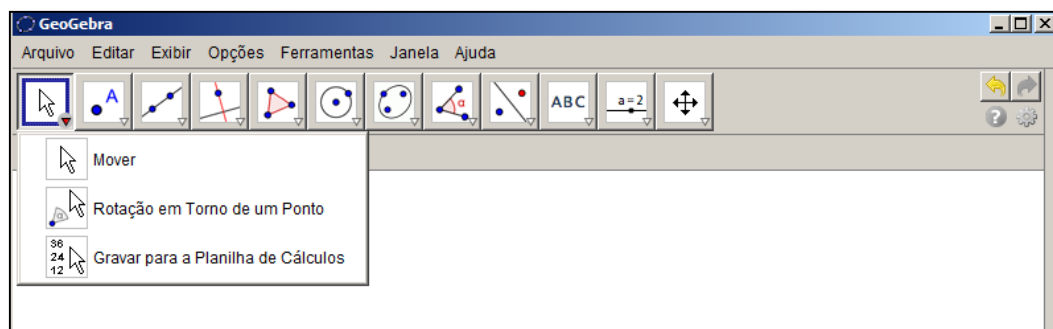 GeoGebra
Arquivo Editar Exibir Opções Ferramentas Janela Ajuda
A α ABC a=2
Mover
α Rotação em Torno de um Ponto
36
24
12
Gravar para a Planilha de Cálculos